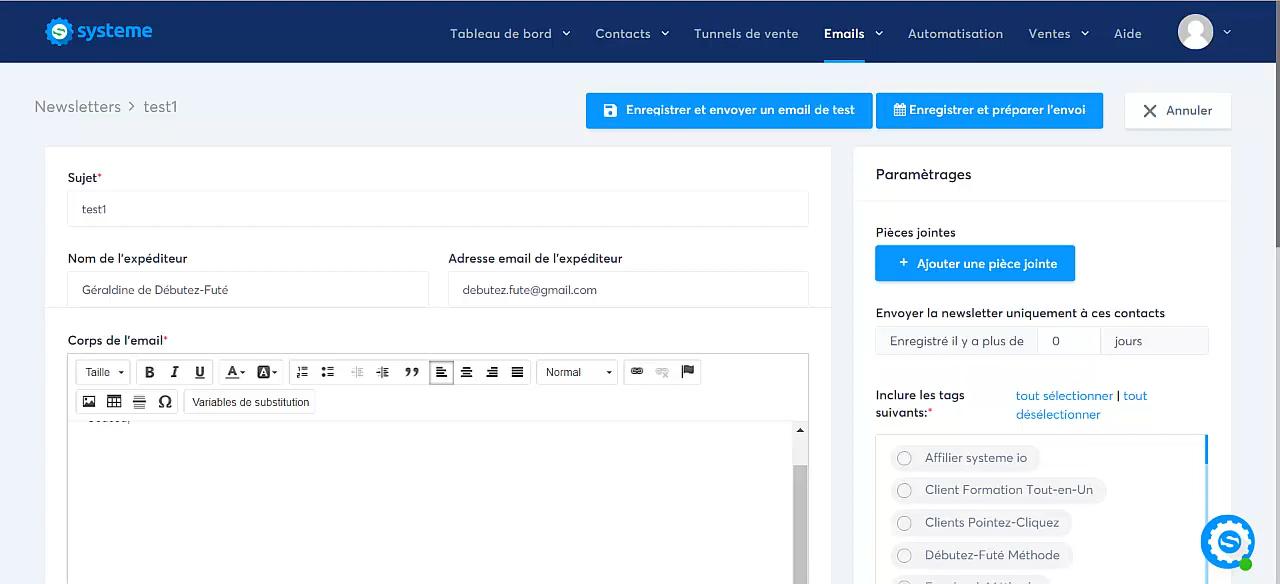 systeme
Tableau de bord
Contacts
Tunnels de vente
Emails
Automatisation
Ventes
Aide
Newsletters > test1
Enregistrer et envoyer un email de test
Enregistrer et préparer l'envoi
Annuler
Sujet*
test1
Nom de l'expéditeur
Adresse email de l'expéditeur
Géraldine de Débutez-Futé
debutez.fute@gmail.com
Corps de l'email*
Taille
B I U A A
Normal
Ω
Variables de substitution
Paramètrages
Pièces jointes
+ Ajouter une pièce jointe
Envoyer la newsletter uniquement à ces contacts
Enregistré il y a plus de 0 jours
Inclure les tags
suivants:*
tout sélectionner | tout
désélectionner
Affilier systeme io
Client Formation Tout-en-Un
Clients Pointez-Cliquez
Débutez-Futé Méthode